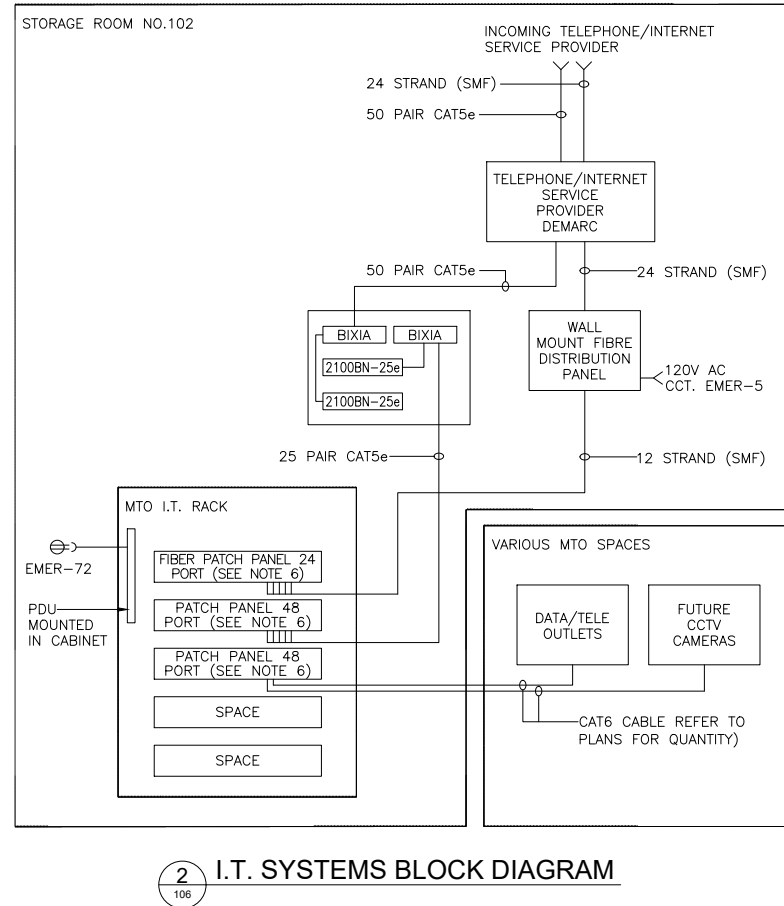 STORAGE ROOM NO.102
INCOMING TELEPHONE/INTERNET
SERVICE PROVIDER
24 STRAND (SMF)
50 PAIR CAT5e
TELEPHONE/INTERNET
SERVICE
PROVIDER
DEMARC
50 PAIR CAT5e
24 STRAND (SMF)
BIXIA
BIXIA
2100BN-25e
2100BN-25e
WALL
MOUNT FIBRE
DISTRIBUTION
PANEL
120V AC
CCT. EMER-5
25 PAIR CAT5e
12 STRAND (SMF)
MTO I.T. RACK
EMER-72
PDU
MOUNTED
IN CABINET
FIBER PATCH PANEL 24
PORT (SEE NOTE 6)
PATCH PANEL 48
PORT (SEE NOTE 6)
PATCH PANEL 48
PORT (SEE NOTE 6)
SPACE
SPACE
VARIOUS MTO SPACES
DATA/TELE
OUTLETS
FUTURE
CCTV
CAMERAS
CAT6 CABLE REFER TO
PLANS FOR QUANTITY)
2
106
I.T. SYSTEMS BLOCK DIAGRAM